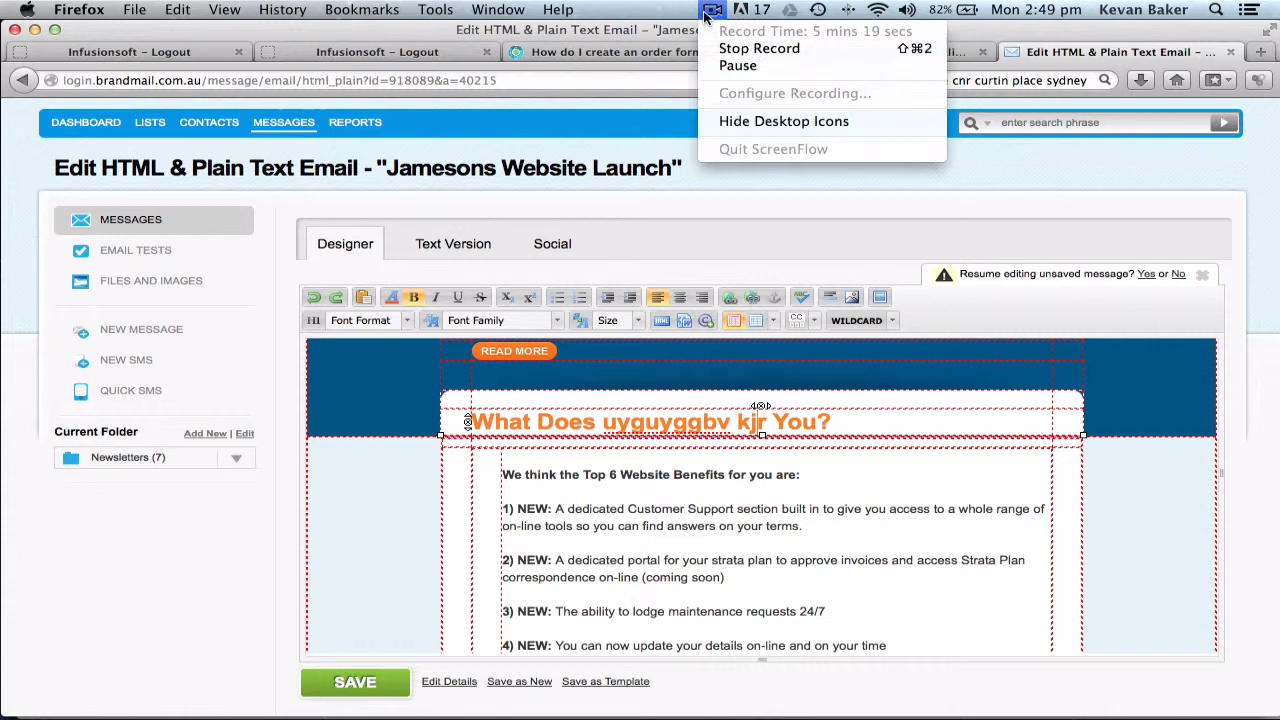 Firefox File Edit View History Bookmarks Tools Window Help 17 82% Mon 2:49 pm Kevan Baker
Edit HTML & Plain Text Email - "Jameso
Record Time: 5 mins 19 secs
Stop Record ⇧⌘2
Pause
Configure Recording...
Hide Desktop Icons
Quit ScreenFlow
Infusionsoft - Logout
Infusionsoft - Logout
How do I create an order for
Edit HTML & Plain Text Email - ...
login.brandmail.com.au/message/email/html_plain?id=918089&a=40215
cnr curtin place sydney
DASHBOARD LISTS CONTACTS MESSAGES REPORTS
enter search phrase
Edit HTML & Plain Text Email - "Jamesons Website Launch"
MESSAGES
EMAIL TESTS
FILES AND IMAGES
NEW MESSAGE
NEW SMS
QUICK SMS
Current Folder Add New | Edit
Newsletters (7)
Designer Text Version Social
Resume editing unsaved message? Yes or No
H1 Font Format Font Family Size CC WILDCARD
READ MORE
What Does uyguyggbv kjr You?
We think the Top 6 Website Benefits for you are:
1) NEW: A dedicated Customer Support section built in to give you access to a whole range of
on-line tools so you can find answers on your terms.
2) NEW: A dedicated portal for your strata plan to approve invoices and access Strata Plan
correspondence on-line (coming soon)
3) NEW: The ability to lodge maintenance requests 24/7
4) NEW: You can now update your details on-line and on your time
SAVE Edit Details Save as New Save as Template